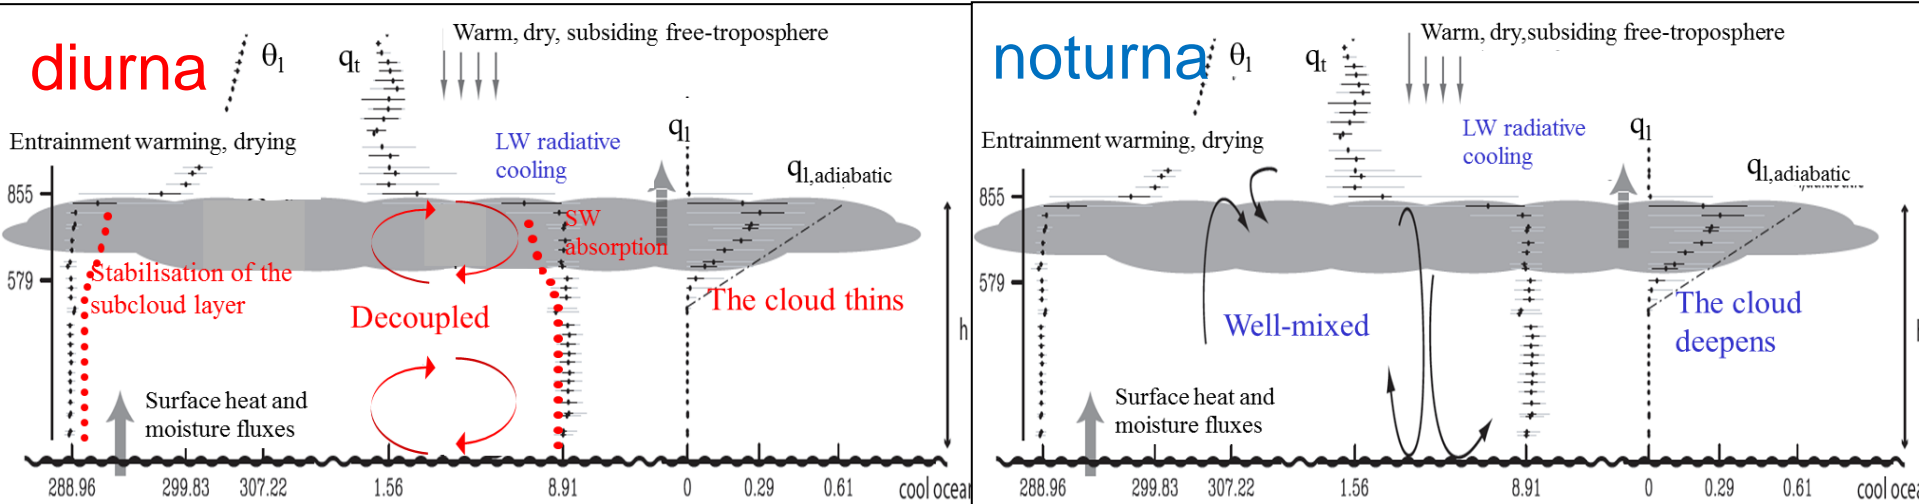 diurna
θl
qt
Warm, dry, subsiding free-troposphere
Entrainment warming, drying
LW radiative
cooling
ql
ql,adiabatic
855
SW
absorption
Stabilisation of the
subcloud layer
579
The cloud thins
Decoupled
h
Surface heat and
moisture fluxes
288.96 299.83 307.22 1.56 8.91 0 0.29 0.61 cool ocea
noturna
θl
qt
Warm, dry,subsiding free-troposphere
Entrainment warming, drying
LW radiative
cooling
ql
ql,adiabatic
855
579
The cloud
deepens
Well-mixed
Surface heat and
moisture fluxes
288.96 299.83 307.22 1.56 8.91 0 0.29 0.61 cool oce